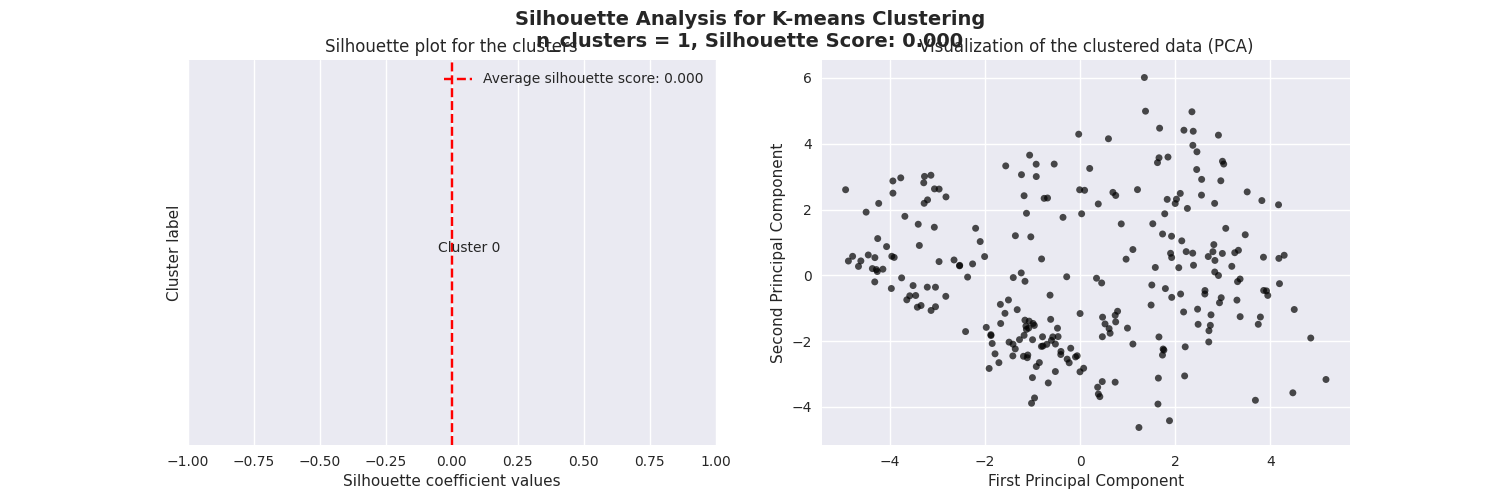 Silhouette Analysis for K-means Clustering
n_clusters = 1, Silhouette Score: 0.000
Silhouette plot for the clusters
Average silhouette score: 0.000
Cluster 0
Cluster label
−1.00 −0.75 −0.50 −0.25 0.00 0.25 0.50 0.75 1.00
Silhouette coefficient values
Visualization of the clustered data (PCA)
Second Principal Component
6
4
2
0
−2
−4
−4 −2 0 2 4
First Principal Component